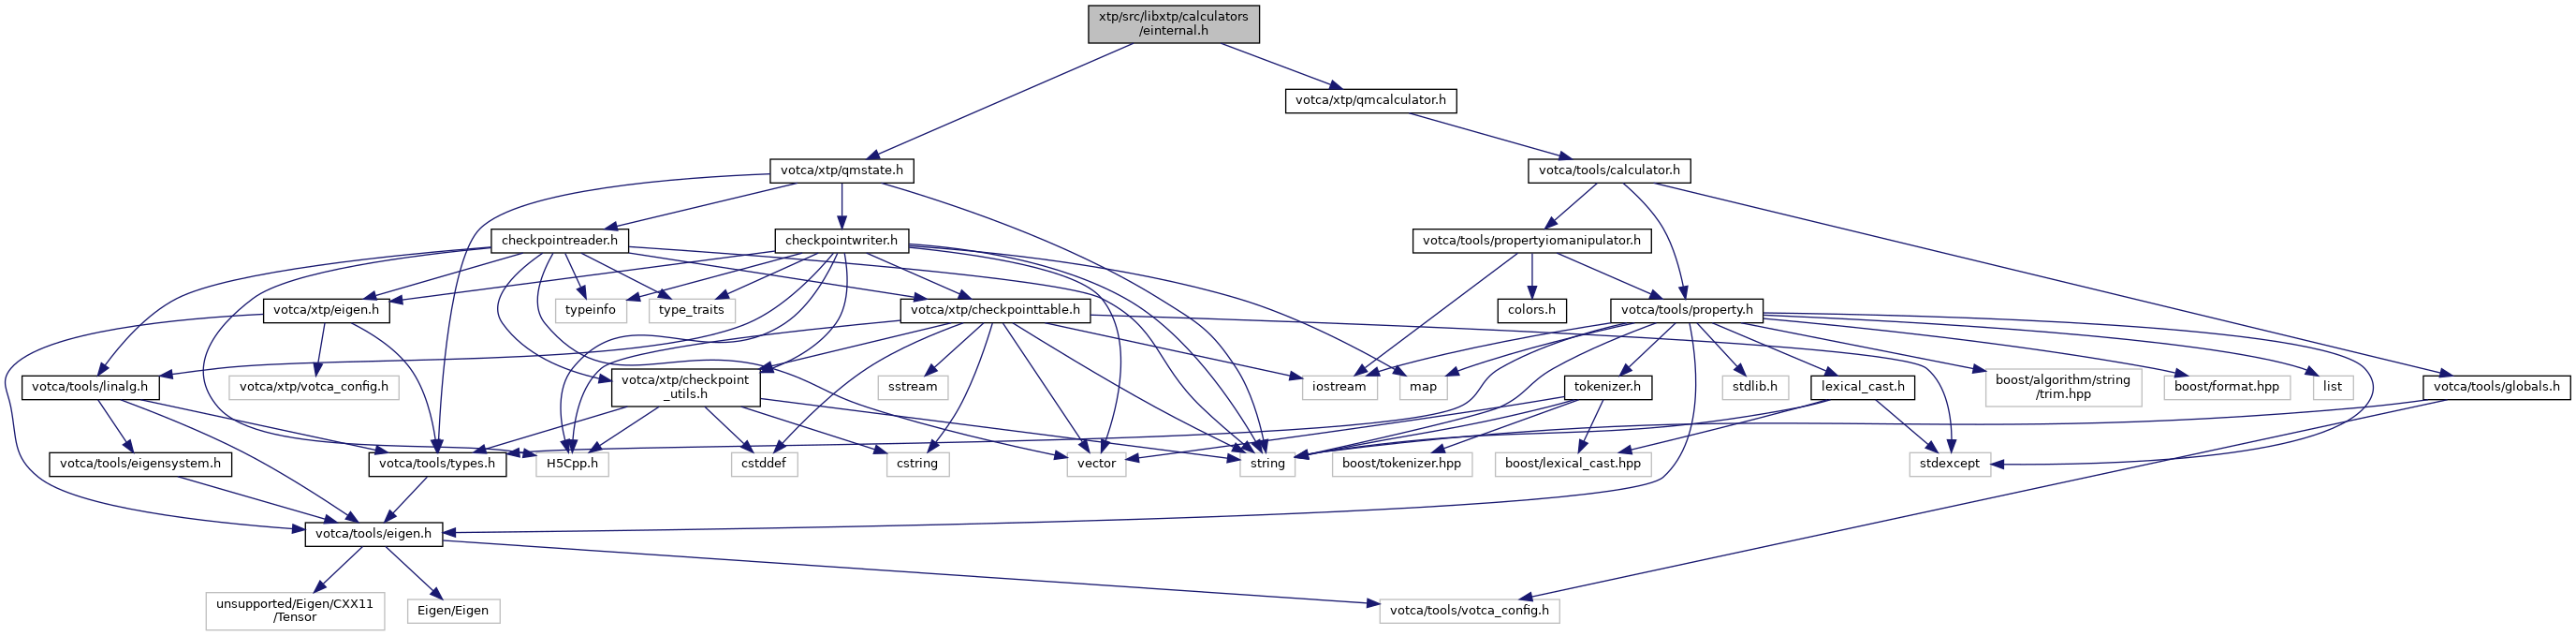 xtp/src/libxtp/calculators
/einternal.h
votca/xtp/qmcalculator.h
votca/xtp/qmstate.h
votca/tools/calculator.h
checkpointreader.h
checkpointwriter.h
votca/tools/propertyiomanipulator.h
votca/xtp/eigen.h
typeinfo
type_traits
votca/xtp/checkpointtable.h
colors.h
votca/tools/property.h
votca/tools/linalg.h
votca/xtp/votca_config.h
votca/xtp/checkpoint
_utils.h
sstream
iostream
map
tokenizer.h
stdlib.h
lexical_cast.h
boost/algorithm/string
/trim.hpp
boost/format.hpp
list
votca/tools/globals.h
votca/tools/eigensystem.h
votca/tools/types.h
H5Cpp.h
cstddef
cstring
vector
string
boost/tokenizer.hpp
boost/lexical_cast.hpp
stdexcept
votca/tools/eigen.h
unsupported/Eigen/CXX11
/Tensor
Eigen/Eigen
votca/tools/votca_config.h